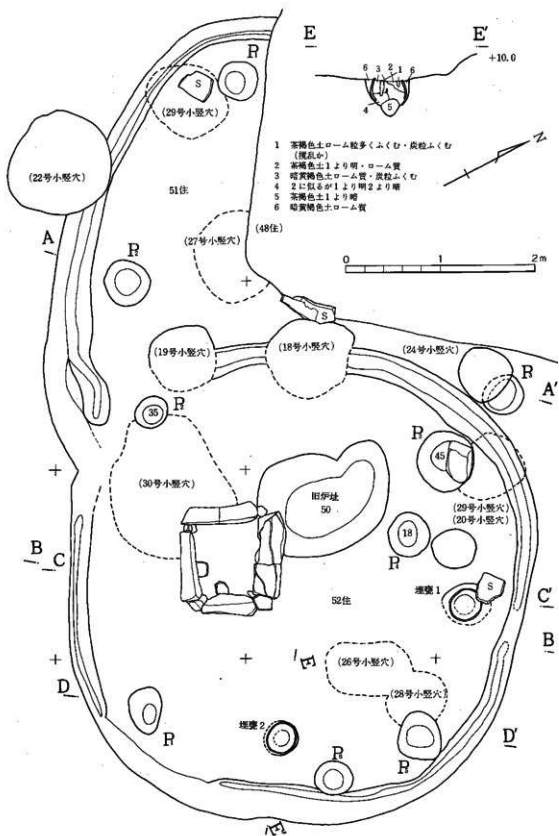 E E′
+10.0
6 3 2 1 6
4 5
1 茶褐色土ローム粒多くふくむ・炭粒ふくむ
(攪乱か)
2 茶褐色土1より明・ローム質
3 暗黄褐色土ローム質・炭粒ふくむ
4 2に似るが1より明2より暗
5 茶褐色土1より暗
6 暗黄褐色土ローム質
N
0 1 2m
S
(29号小竪穴)
(22号小竪穴)
51住
(27号小竪穴)
(48住)
A
S
(19号小竪穴)
(18号小竪穴)
(24号小竪穴)
A′
35
45
(30号小竪穴)
旧炉址
50
(29号小竪穴)
(20号小竪穴)
18
B
C
52住
埋甕1
S
C′
B
E
(26号小竪穴)
(28号小竪穴)
D
埋甕2
D′
E′